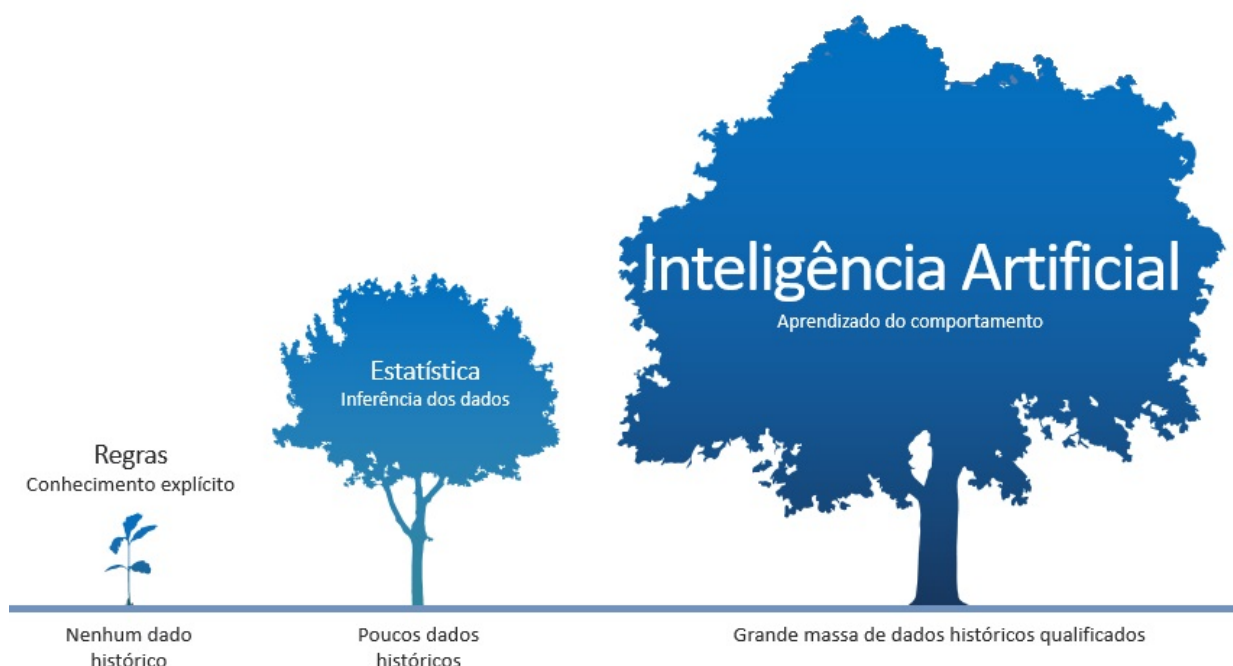 Regras
Conhecimento explícito
Nenhum dado
histórico
Estatística
Inferência dos dados
Poucos dados
históricos
Inteligência Artificial
Aprendizado do comportamento
Grande massa de dados históricos qualificados